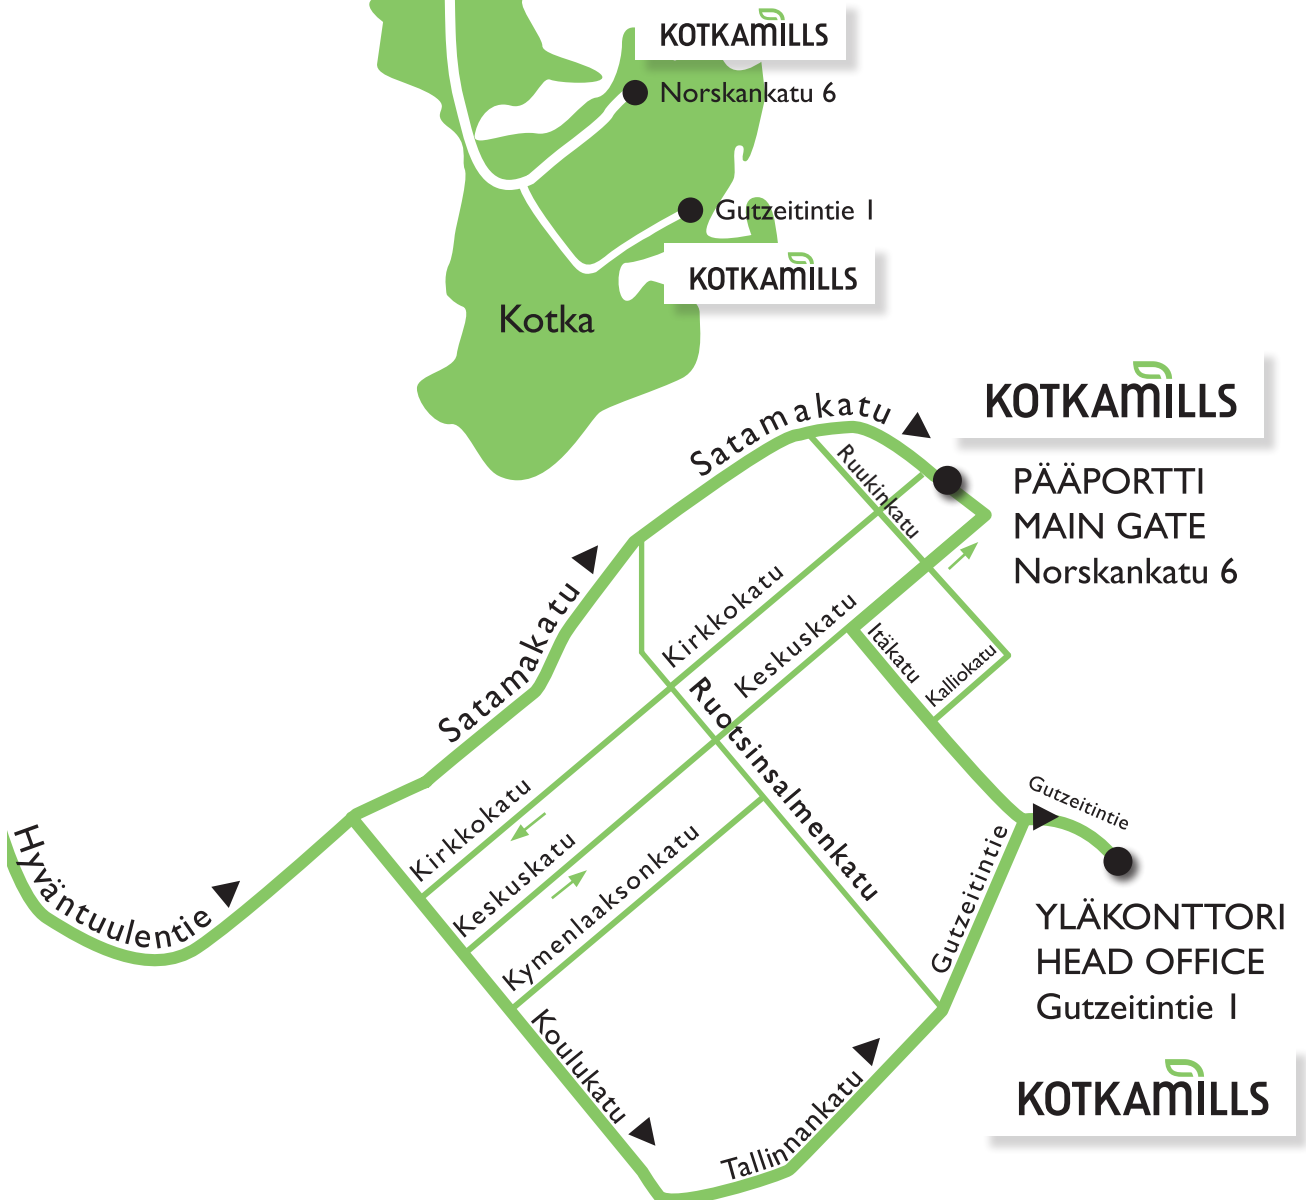 KOTKAMILLS
Norskankatu 6
Gutzeitintie 1
KOTKAMILLS
Kotka
KOTKAMILLS
Satamakatu
Ruukinkatu
PÄÄPORTTI
MAIN GATE
Norskankatu 6
Satamakatu
Kirkkokatu
Keskuskatu
Itäkatu
Kalliokatu
Ruotsinsalmenkatu
Hyväntuulentie
Kirkkokatu
Keskuskatu
Kymenlaaksonkatu
Gutzeitintie
Gutzeitintie
YLÄKONTTORI
HEAD OFFICE
Gutzeitintie 1
Koulukatu
Tallinnankatu
KOTKAMILLS